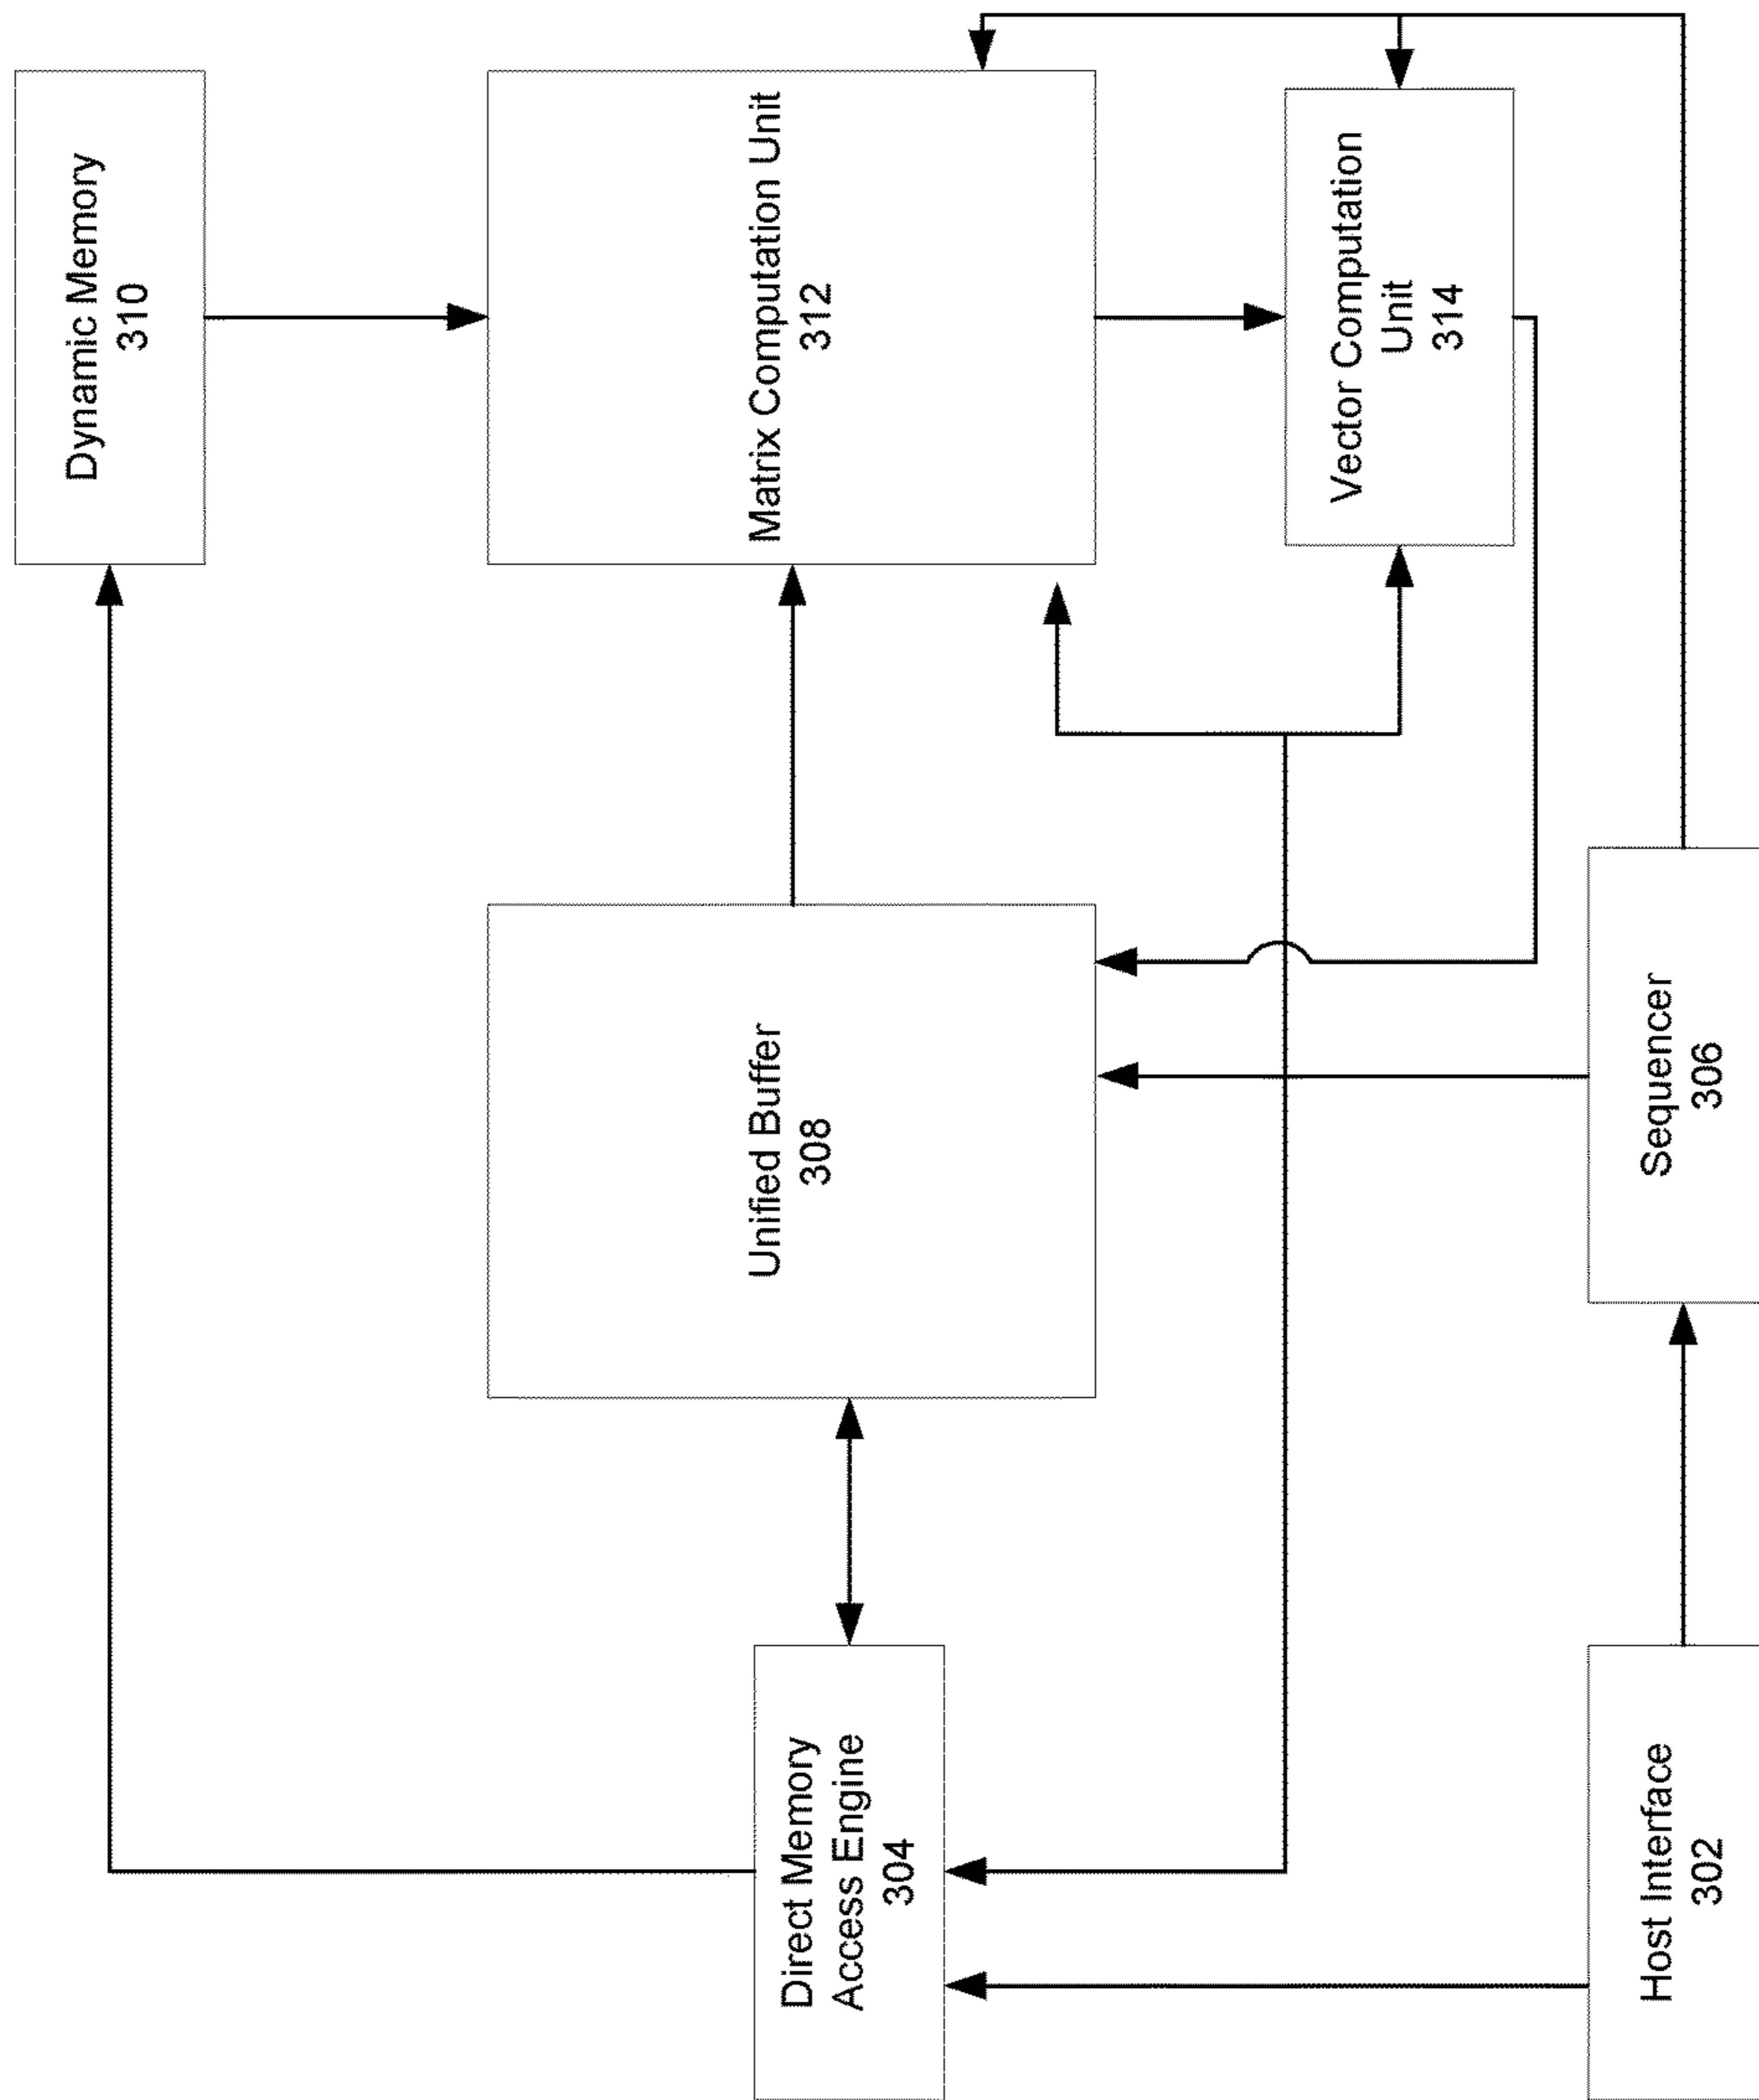 Dynamic Memory
310
Direct Memory
Access Engine
304
Unified Buffer
308
Matrix Computation Unit
312
Vector Computation
Unit
314
Host Interface
302
Sequencer
306